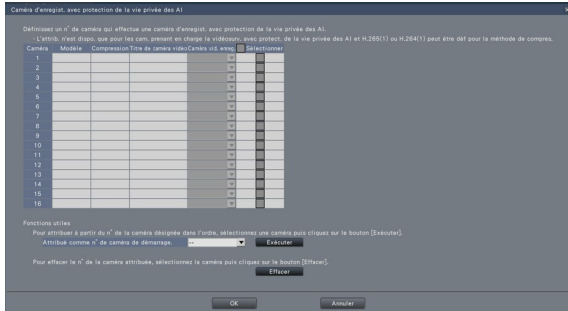 Caméra d'enregist. avec protection de la vie privée des AI
Définissez un n° de caméra qui effectue une caméra d'enregist. avec protection de la vie privée des AI.
- L'attrib. n'est dispo. que pour les cam. prenant en charge la vidéosurv. avec protect. de la vie privée des AI et H.265(1) ou H.264(1) peut être déf pour la méthode de compres.
Caméra Modèle Compression Titre de caméra vidéo Caméra vid. enreg. Sélectionner
1
2
3
4
5
6
7
8
9
10
11
12
13
14
15
16
Fonctions utiles
Pour attribuer à partir du n° de la caméra désignée dans l'ordre, sélectionnez une caméra puis cliquez sur le bouton [Exécuter].
Attribué comme n° de caméra de démarrage. -- Exécuter
Pour effacer le n° de la caméra attribuée, sélectionnez la caméra puis cliquez sur le bouton [Effacer].
Effacer
OK Annuler